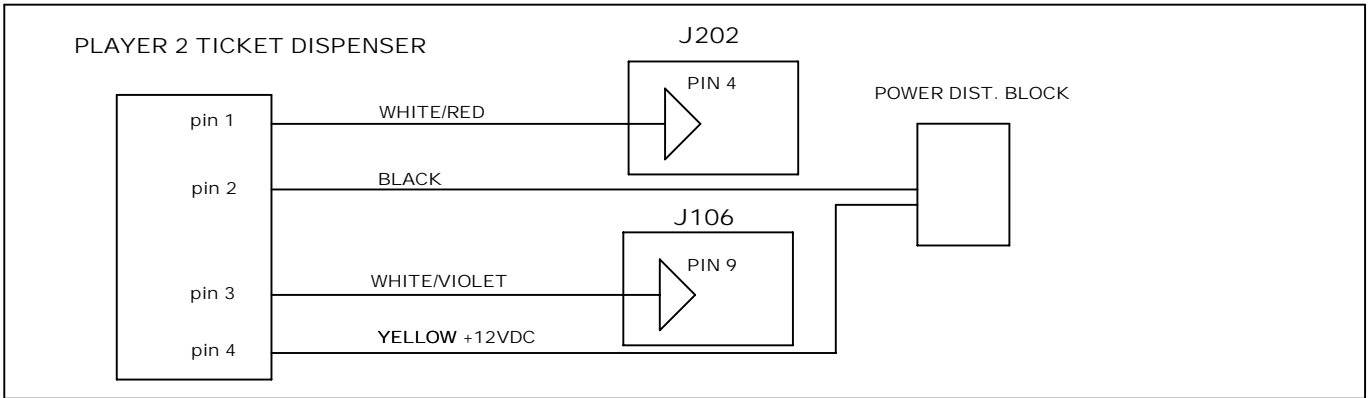 J202
PLAYER 2 TICKET DISPENSER
PIN 4
POWER DIST. BLOCK
pin 1
WHITE/RED
pin 2
BLACK
J106
PIN 9
pin 3
WHITE/VIOLET
pin 4
YELLOW +12VDC